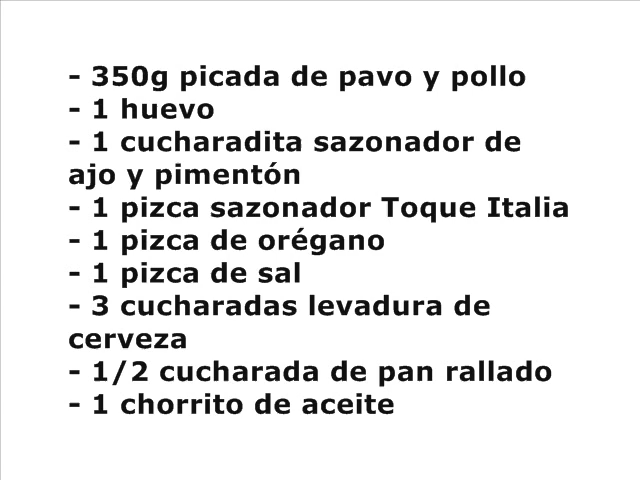 - 350g picada de pavo y pollo
- 1 huevo
- 1 cucharadita sazonador de
ajo y pimentón
- 1 pizca sazonador Toque Italia
- 1 pizca de orégano
- 1 pizca de sal
- 3 cucharadas levadura de
cerveza
- 1/2 cucharada de pan rallado
- 1 chorrito de aceite